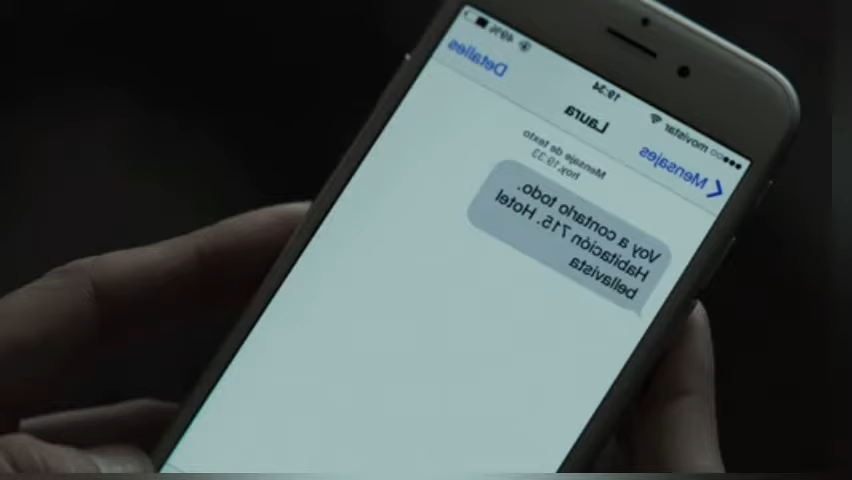 movistar 19:34 49%
Mensajes Laura Detalles
Mensaje de texto
hoy 19:33
Voy a contarlo todo.
Habitación 715. Hotel
bellavista